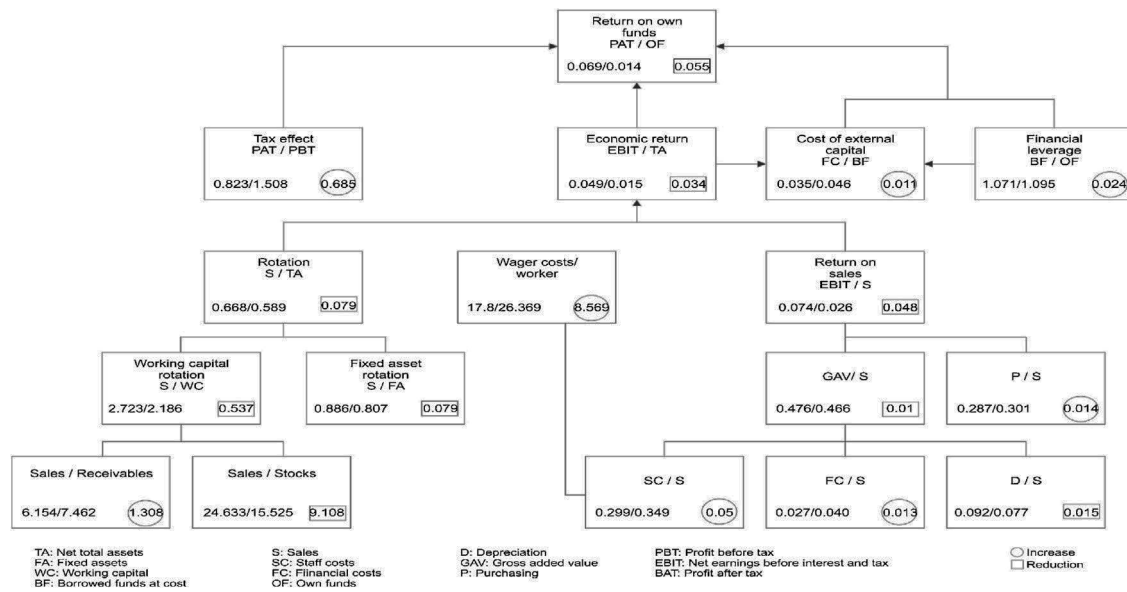 Return on own
funds
PAT / OF
0.069/0.014 0.055
Tax effect
PAT / PBT
0.823/1.508 0.685
Economic return
EBIT / TA
0.049/0.015 0.034
Cost of external
capital
FC / BF
0.035/0.046 0.011
Financial
leverage
BF / OF
1.071/1.095 0.024
Rotation
S / TA
0.668/0.589 0.079
Wager costs/
worker
17.8/26.369 8.569
Return on
sales
EBIT / S
0.074/0.026 0.048
Working capital
rotation
S / WC
2.723/2.186 0.537
Fixed asset
rotation
S / FA
0.886/0.807 0.079
GAV/ S
0.476/0.466 0.01
P / S
0.287/0.301 0.014
Sales / Receivables
6.154/7.462 1.308
Sales / Stocks
24.633/15.525 9.108
SC / S
0.299/0.349 0.05
FC / S
0.027/0.040 0.013
D / S
0.092/0.077 0.015
TA: Net total assets
FA: Fixed assets
WC: Working capital
BF: Borrowed funds at cost
S: Sales
SC: Staff costs
FC: Fiinancial costs
OF: Own funds
D: Depreciation
GAV: Gross added value
P: Purchasing
PBT: Profit before tax
EBIT: Net earnings before interest and tax
BAT: Profit after tax
Increase
Reduction